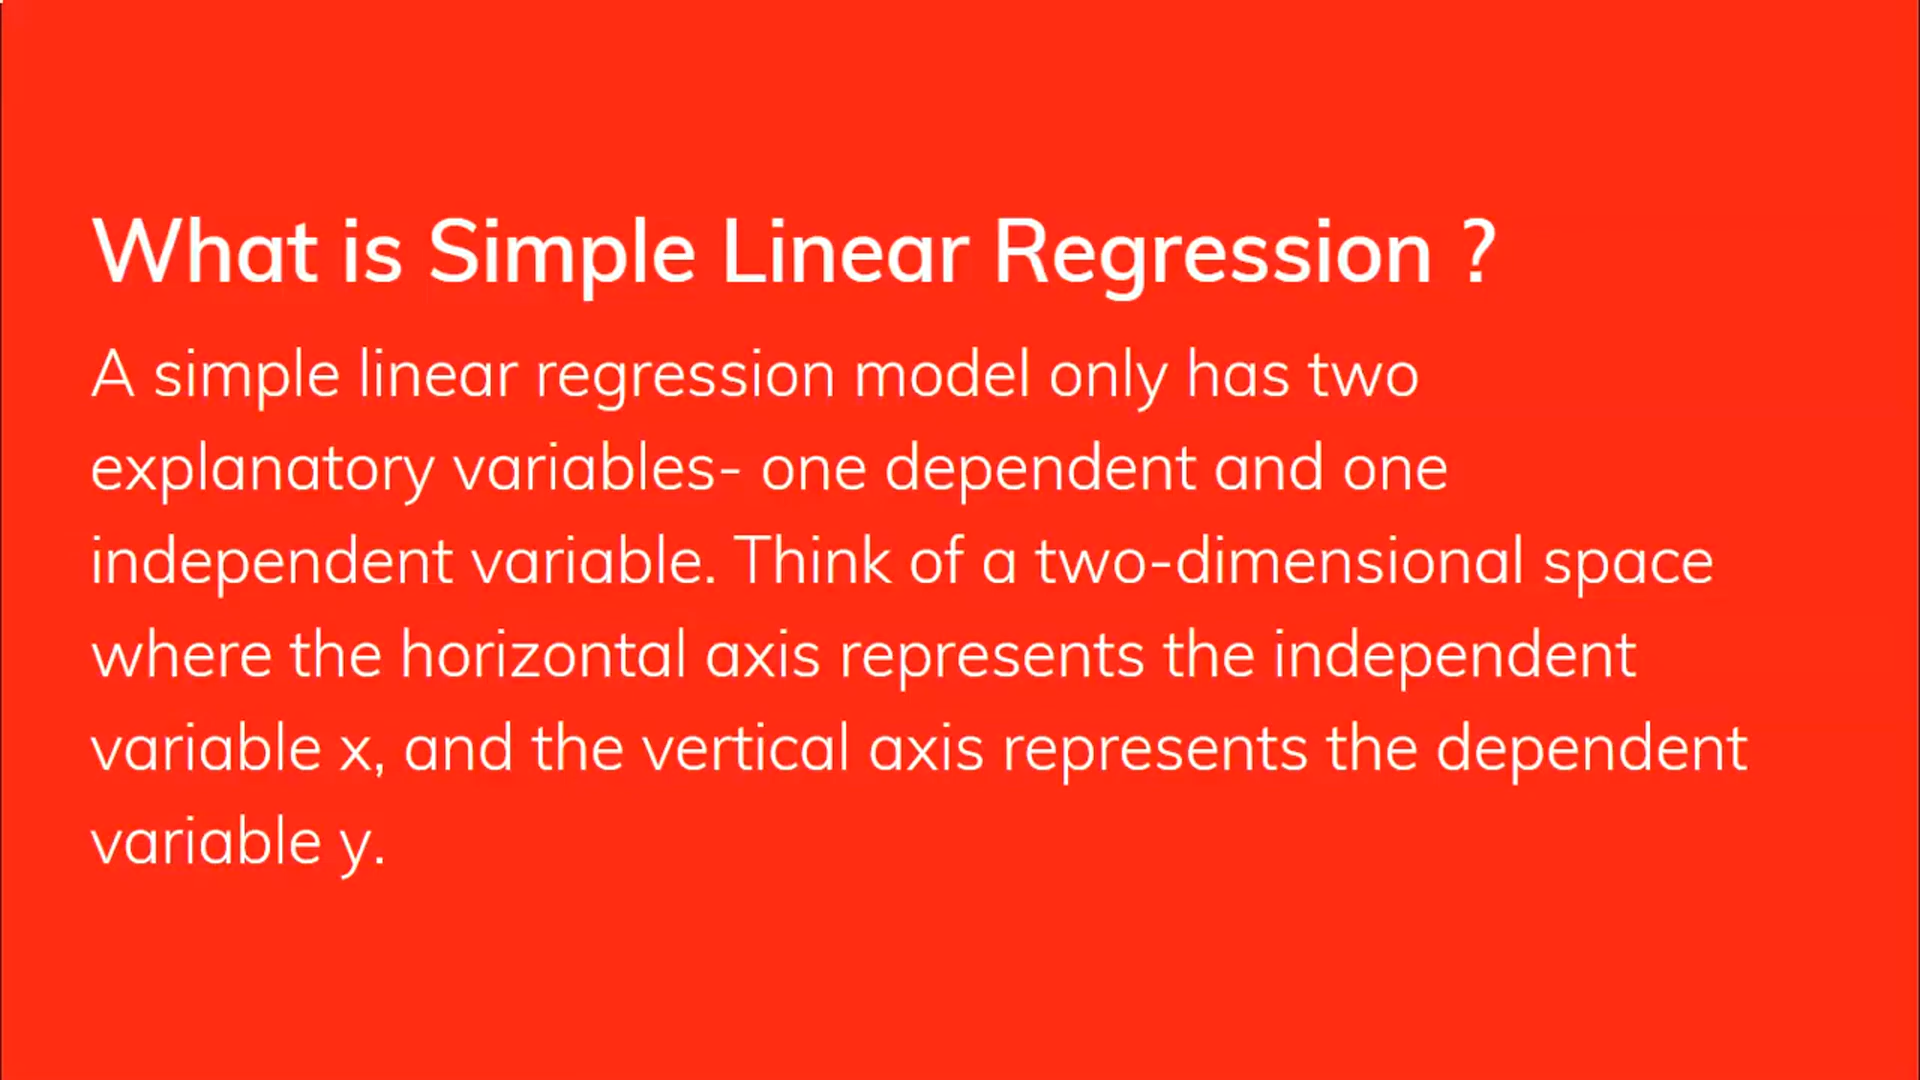 What is Simple Linear Regression ?
A simple linear regression model only has two
explanatory variables- one dependent and one
independent variable. Think of a two-dimensional space
where the horizontal axis represents the independent
variable x, and the vertical axis represents the dependent
variable y.